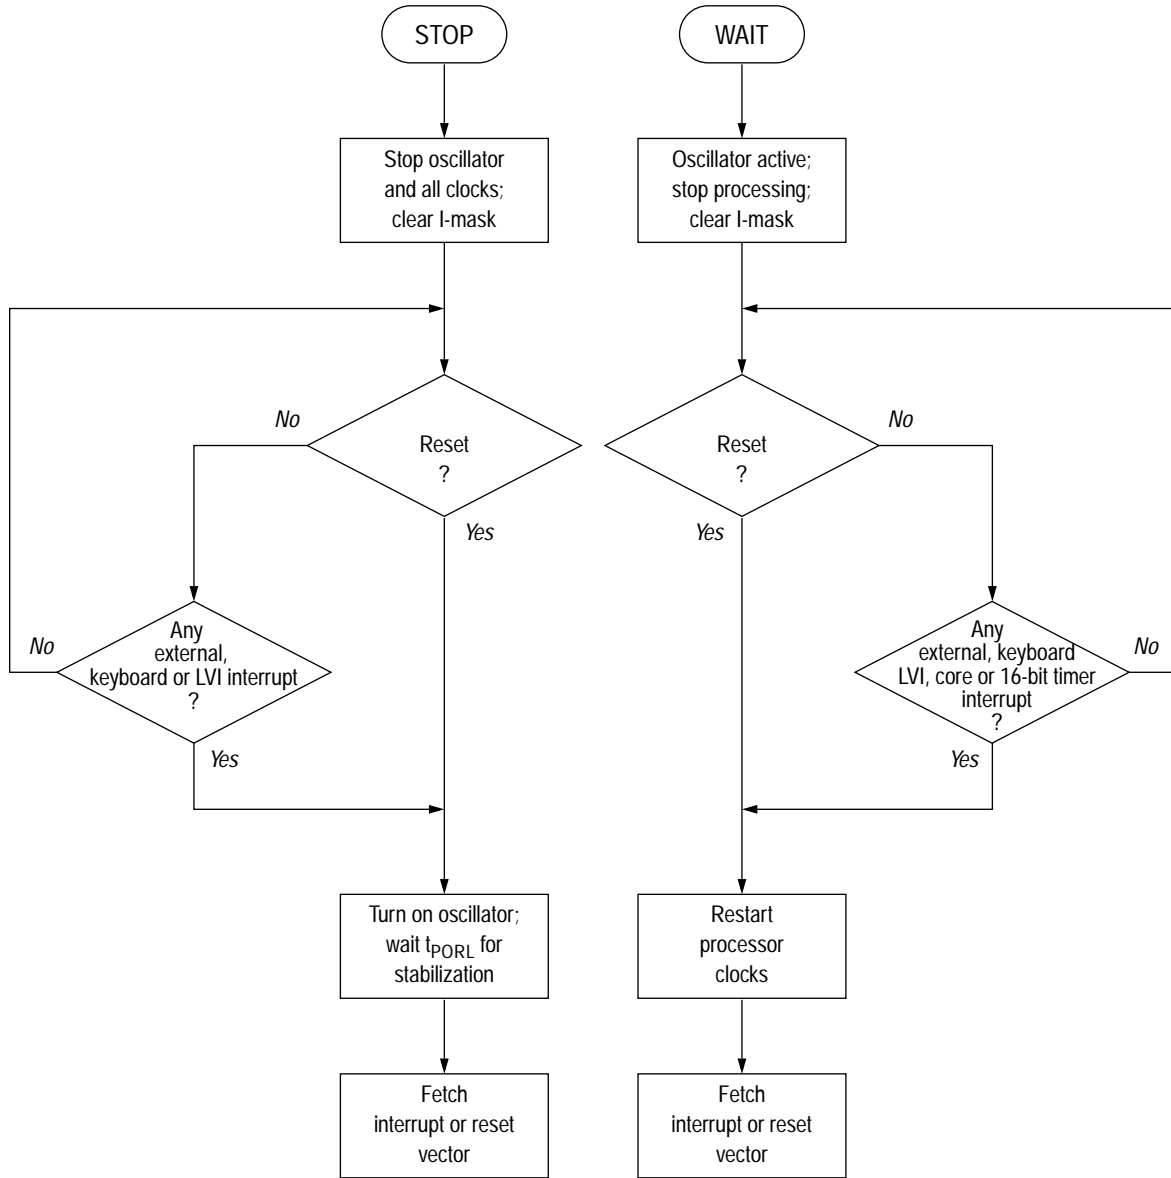 STOP
WAIT
Stop oscillator
and all clocks;
clear I-mask
Oscillator active;
stop processing;
clear I-mask
No
Reset
?
Yes
Reset
?
No
Yes
No
Any
external,
keyboard or LVI interrupt
?
Yes
Any
external, keyboard
LVI, core or 16-bit timer
interrupt
?
No
Yes
Turn on oscillator;
wait tPORL for
stabilization
Restart
processor
clocks
Fetch
interrupt or reset
vector
Fetch
interrupt or reset
vector